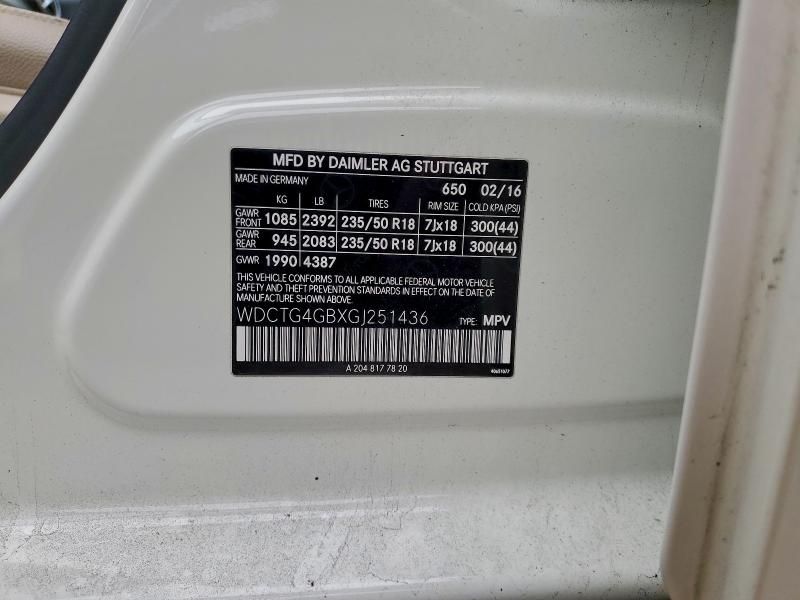 MFD BY DAIMLER AG STUTTGART
MADE IN GERMANY 650 02/16
KG LB TIRES RIM SIZE COLD KPA (PSI)
GAWR FRONT 1085 2392 235/50 R18 7Jx18 300(44)
GAWR REAR 945 2083 235/50 R18 7Jx18 300(44)
GVWR 1990 4387
THIS VEHICLE CONFORMS TO ALL APPLICABLE FEDERAL MOTOR VEHICLE
SAFETY AND THEFT PREVENTION STANDARDS IN EFFECT ON THE DATE OF
MANUFACTURE SHOWN ABOVE.
WDCTG4GBXGJ251436 TYPE: MPV
A 204 817 78 20 40651077